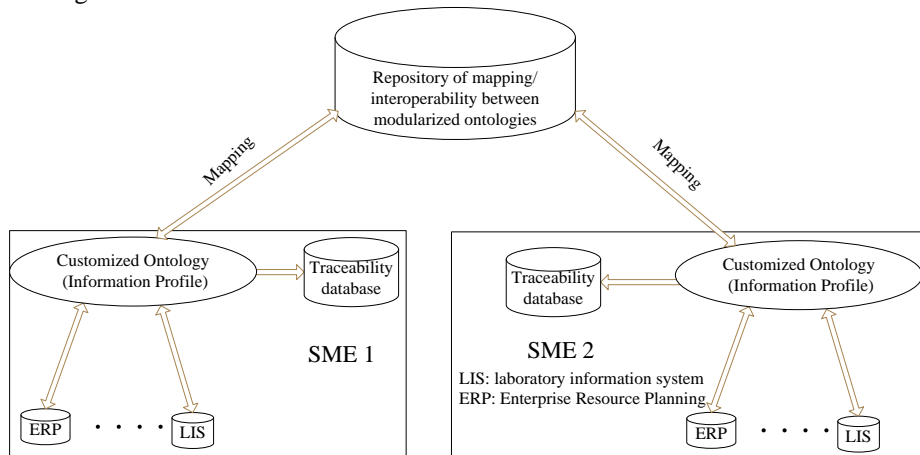 Repository of mapping/
interoperability between
modularized ontologies
Mapping
Mapping
Customized Ontology
(Information Profile)
Traceability
database
SME 1
ERP
. . . .
LIS
Customized Ontology
(Information Profile)
Traceability
database
SME 2
LIS: laboratory information system
ERP: Enterprise Resource Planning
ERP
. . . .
LIS